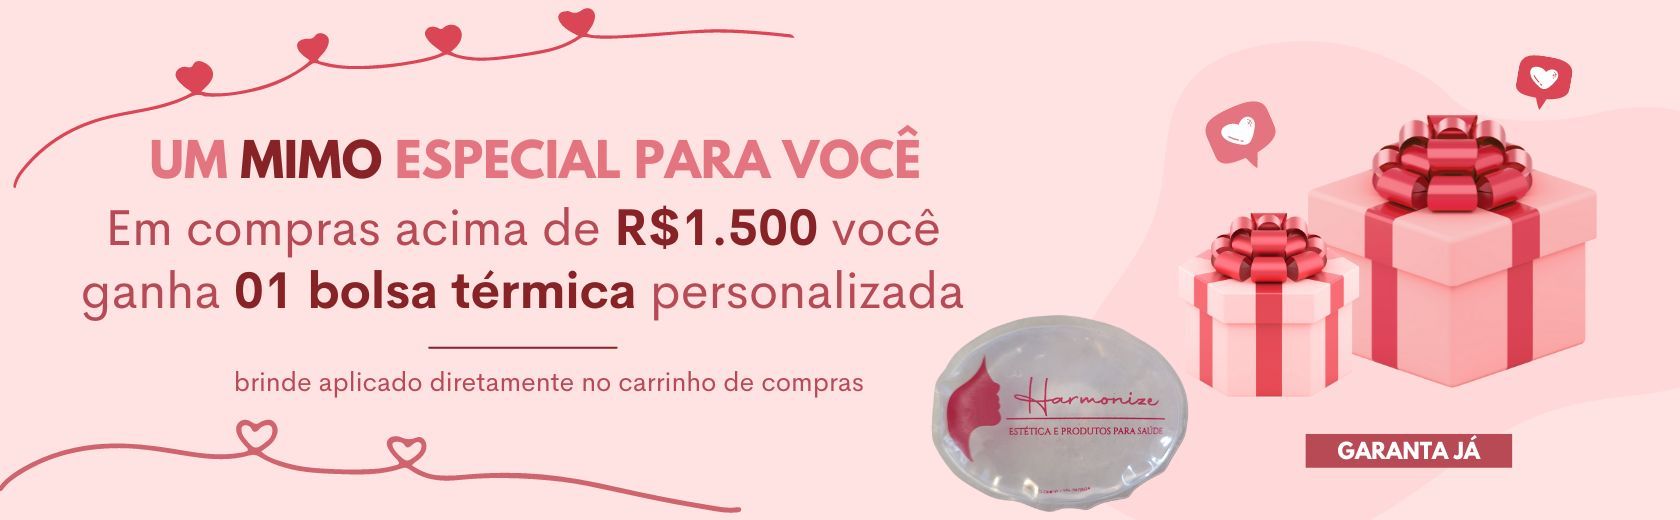 UM MIMO ESPECIAL PARA VOCÊ
Em compras acima de R$1.500 você
ganha 01 bolsa térmica personalizada
brinde aplicado diretamente no carrinho de compras
Harmonize
ESTÉTICA E PRODUTOS PARA SAÚDE
GARANTA JÁ